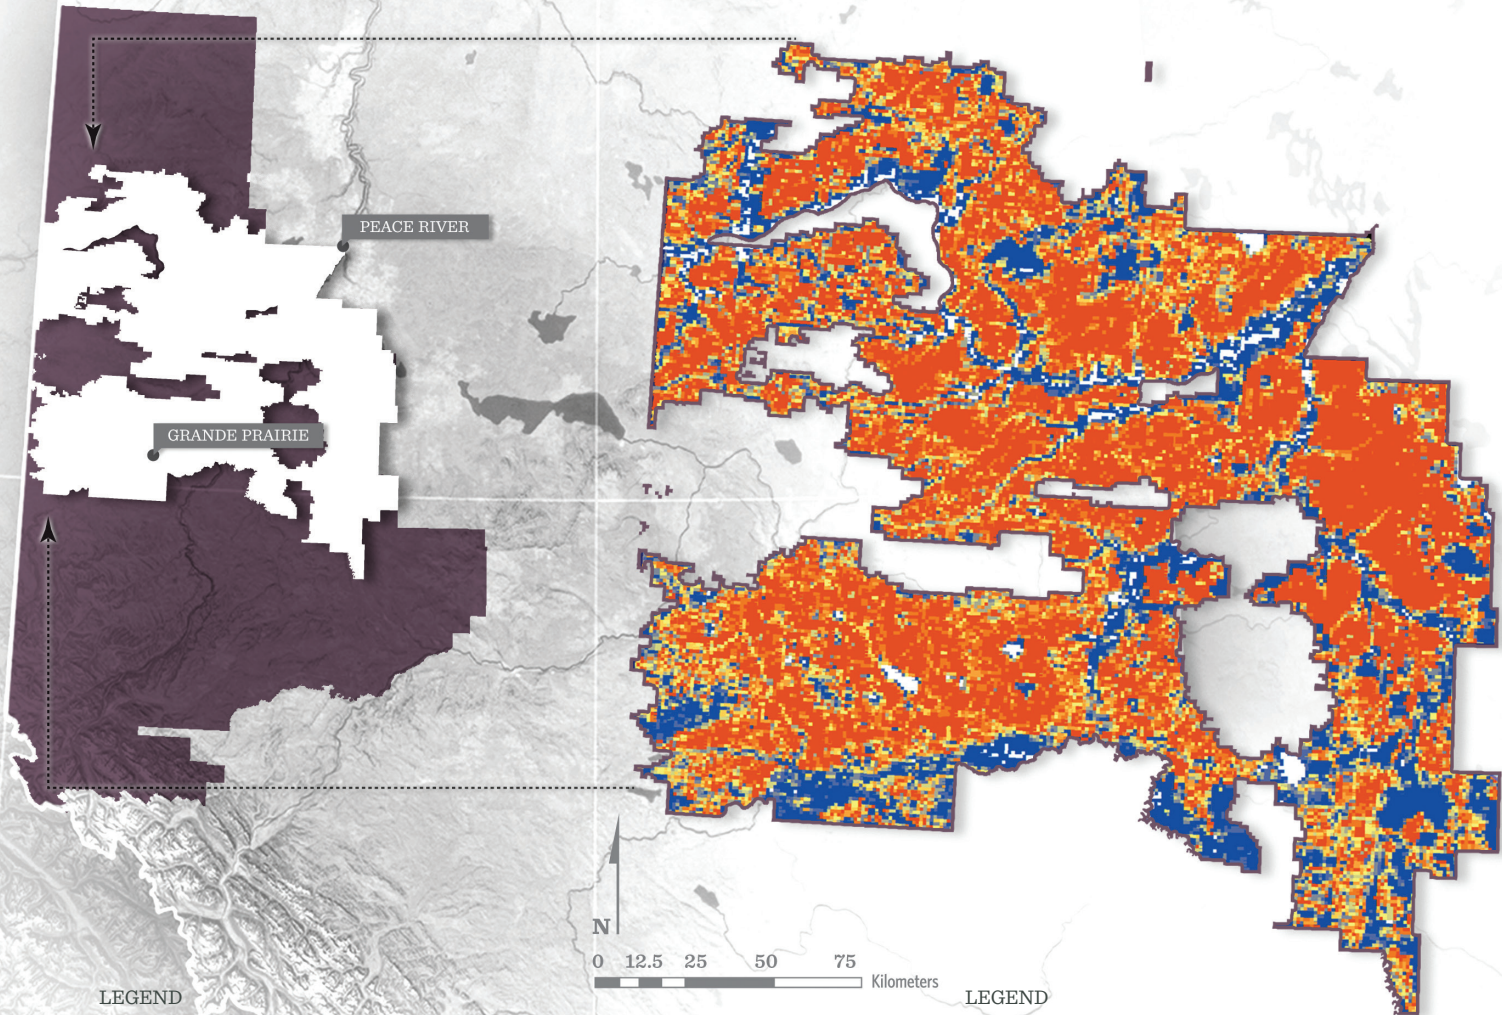 PEACE RIVER
GRANDE PRAIRIE
N
0 12.5 25 50 75
Kilometers
LEGEND
LEGEND